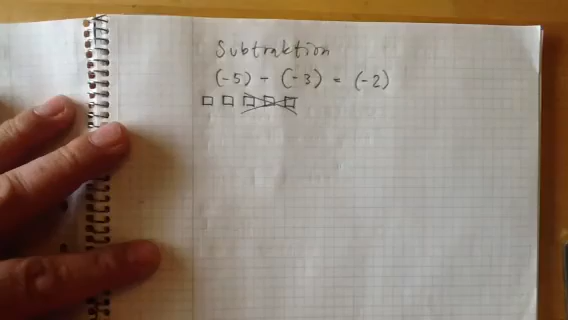 Subtraktion
(-5) - (-3) = (-2)